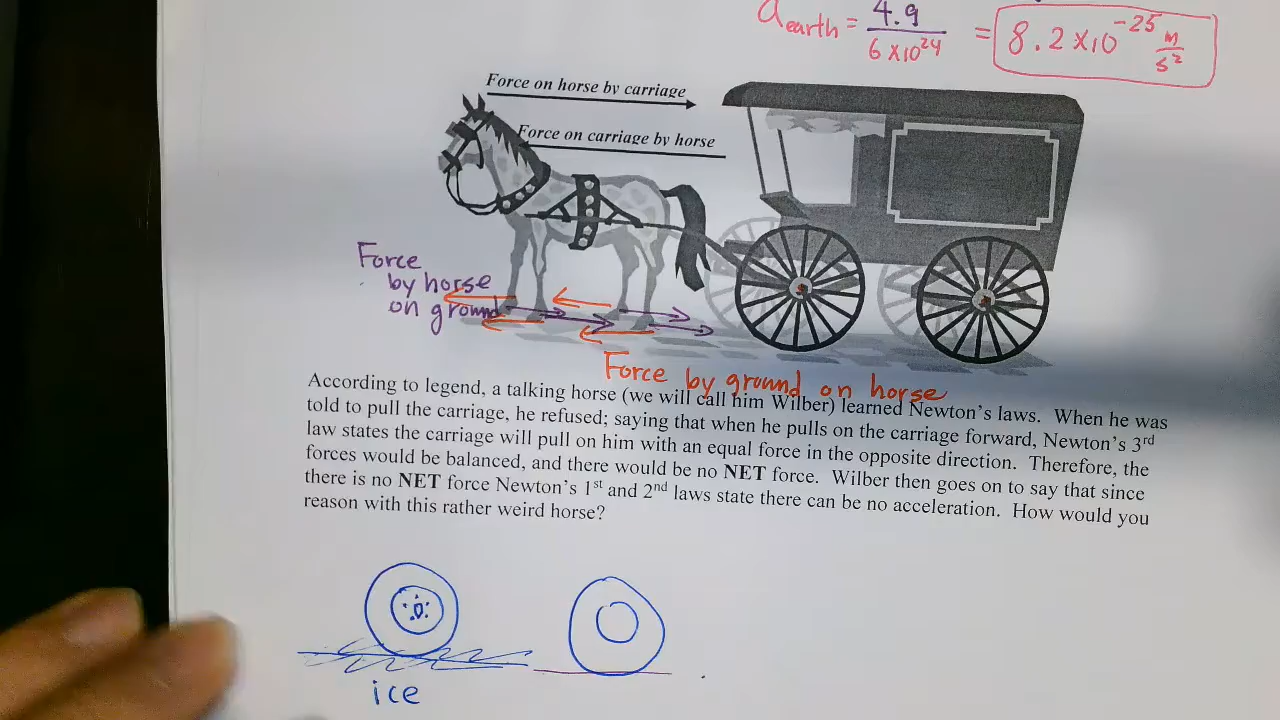 a earth = 4.9 / 6×10²⁴ = 8.2×10⁻²⁵ m/s²
Force on horse by carriage
Force on carriage by horse
Force
by horse
on ground
Force by ground on horse
According to legend, a talking horse (we will call him Wilber) learned Newton's laws. When he was
told to pull the carriage, he refused; saying that when he pulls on the carriage forward, Newton's 3rd
law states the carriage will pull on him with an equal force in the opposite direction. Therefore, the
forces would be balanced, and there would be no NET force. Wilber then goes on to say that since
there is no NET force Newton's 1st and 2nd laws state there can be no acceleration. How would you
reason with this rather weird horse?
ice